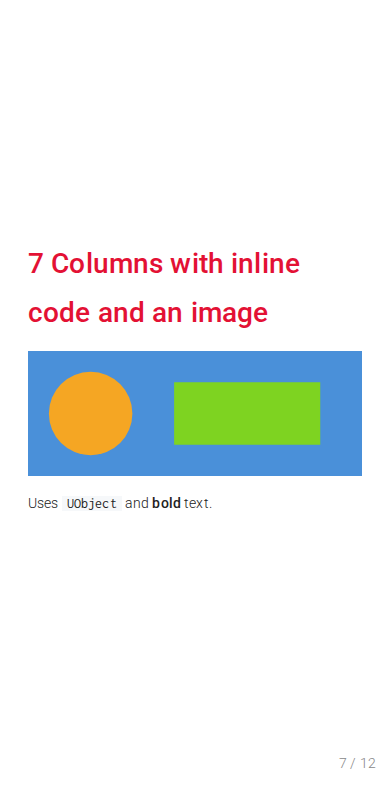 7 Columns with inline
code and an image
Uses UObject and bold text.
7 / 12